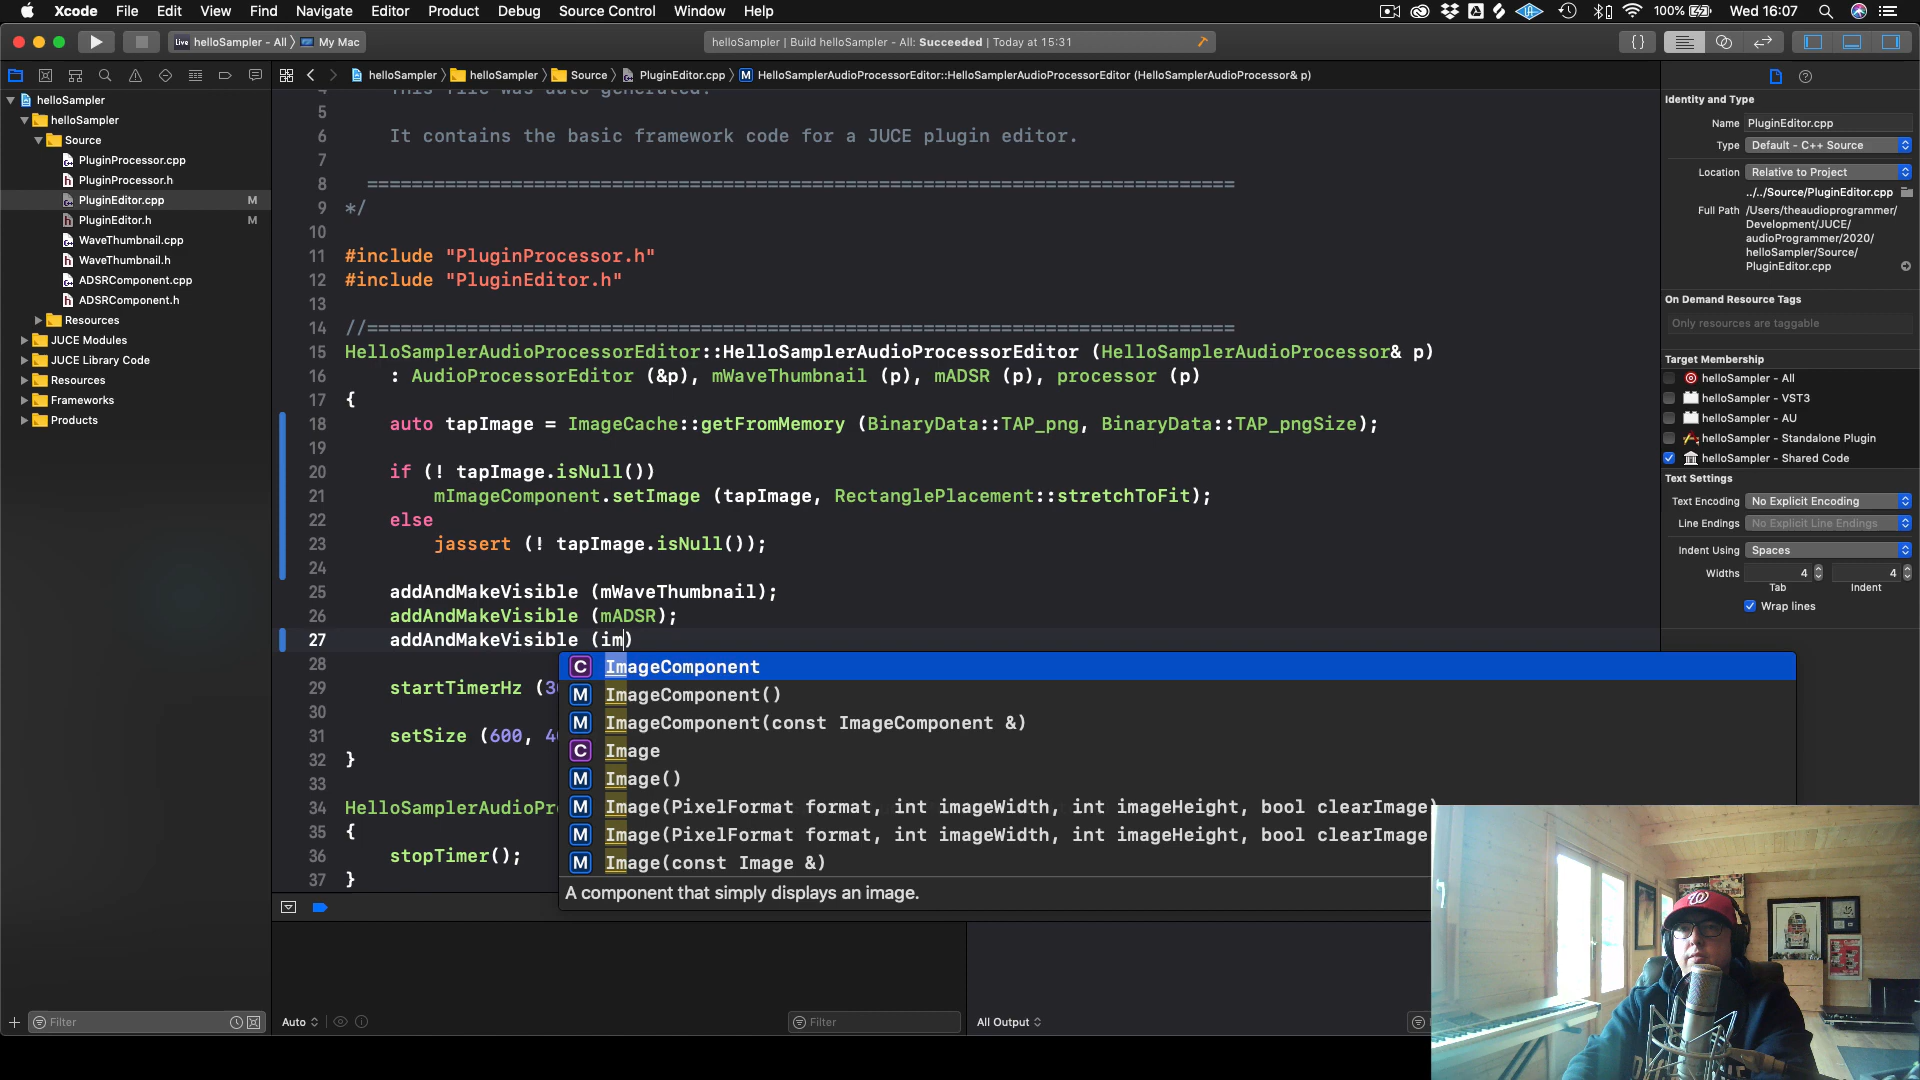 Xcode File Edit View Find Navigate Editor Product Debug Source Control Window Help
100% Wed 16:07
Live helloSampler - All 〉 My Mac
helloSampler | Build helloSampler - All: Succeeded | Today at 15:31
helloSampler 〉 helloSampler 〉 Source 〉 PluginEditor.cpp 〉 M HelloSamplerAudioProcessorEditor::HelloSamplerAudioProcessorEditor (HelloSamplerAudioProcessor& p)
helloSampler
helloSampler
Source
PluginProcessor.cpp
PluginProcessor.h
PluginEditor.cpp M
PluginEditor.h M
WaveThumbnail.cpp
WaveThumbnail.h
ADSRComponent.cpp
ADSRComponent.h
Resources
JUCE Modules
JUCE Library Code
Resources
Frameworks
Products
Filter
4 This file was auto generated!
5
6 It contains the basic framework code for a JUCE plugin editor.
7
8 ==============================================================================
9 */
10
11 #include "PluginProcessor.h"
12 #include "PluginEditor.h"
13
14 //==============================================================================
15 HelloSamplerAudioProcessorEditor::HelloSamplerAudioProcessorEditor (HelloSamplerAudioProcessor& p)
16 : AudioProcessorEditor (&p), mWaveThumbnail (p), mADSR (p), processor (p)
17 {
18 auto tapImage = ImageCache::getFromMemory (BinaryData::TAP_png, BinaryData::TAP_pngSize);
19
20 if (! tapImage.isNull())
21 mImageComponent.setImage (tapImage, RectanglePlacement::stretchToFit);
22 else
23 jassert (! tapImage.isNull());
24
25 addAndMakeVisible (mWaveThumbnail);
26 addAndMakeVisible (mADSR);
27 addAndMakeVisible (im)
28
29 startTimerHz (30
30
31 setSize (600, 40
32 }
33
34 HelloSamplerAudioPro
35 {
36 stopTimer();
37 }
C ImageComponent
M ImageComponent()
M ImageComponent(const ImageComponent &)
C Image
M Image()
M Image(PixelFormat format, int imageWidth, int imageHeight, bool clearImage)
M Image(PixelFormat format, int imageWidth, int imageHeight, bool clearImage
M Image(const Image &)
A component that simply displays an image.
Auto
Filter
All Output
Identity and Type
Name PluginEditor.cpp
Type Default - C++ Source
Location Relative to Project
../../Source/PluginEditor.cpp
Full Path /Users/theaudioprogrammer/
Development/JUCE/
audioProgrammer/2020/
helloSampler/Source/
PluginEditor.cpp
On Demand Resource Tags
Only resources are taggable
Target Membership
helloSampler - All
helloSampler - VST3
helloSampler - AU
helloSampler - Standalone Plugin
helloSampler - Shared Code
Text Settings
Text Encoding No Explicit Encoding
Line Endings No Explicit Line Endings
Indent Using Spaces
Widths 4 4
Tab Indent
Wrap lines
W